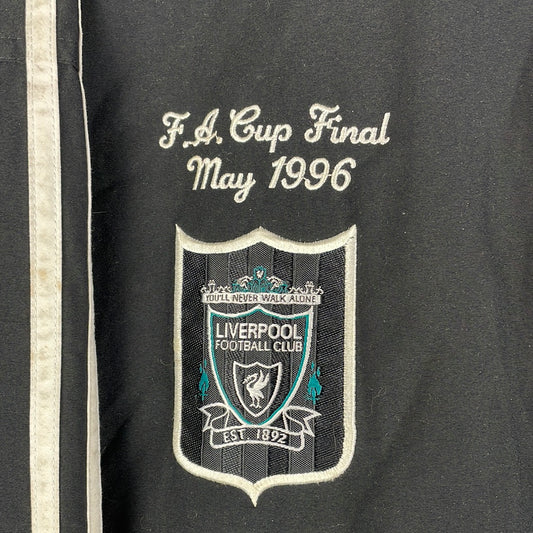 F.A. Cup Final
May 1996
YOU'LL NEVER WALK ALONE
LIVERPOOL
FOOTBALL CLUB
EST. 1892